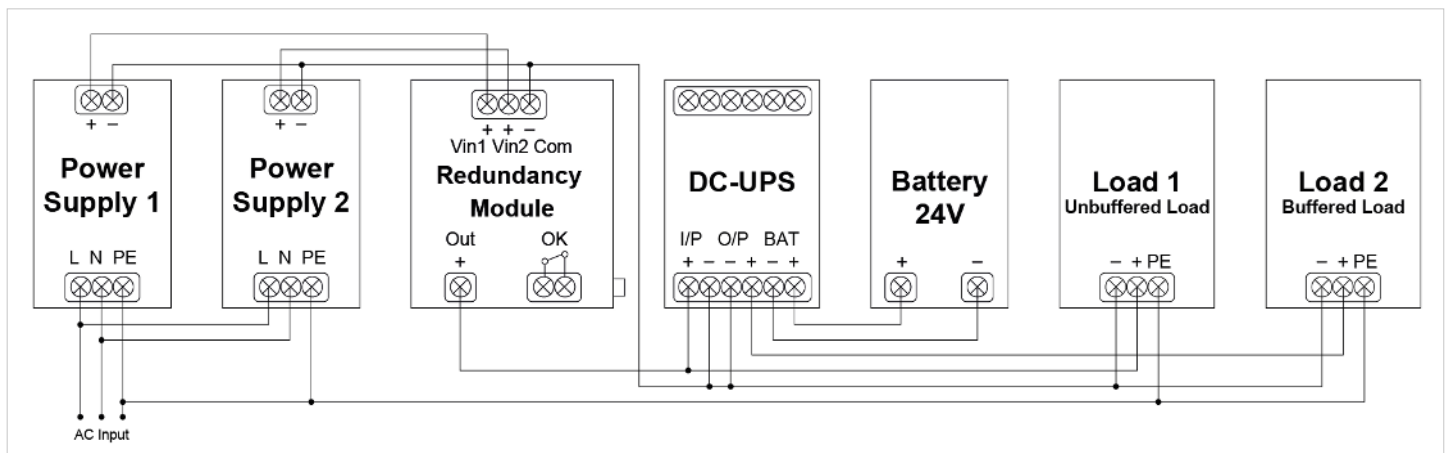 + −
Power
Supply 1
L N PE
+ −
Power
Supply 2
L N PE
+ + −
Vin1 Vin2 Com
Redundancy
Module
Out
+
OK
DC-UPS
I/P O/P BAT
+ − − + − +
Battery
24V
+ −
Load 1
Unbuffered Load
− + PE
Load 2
Buffered Load
− + PE
AC Input